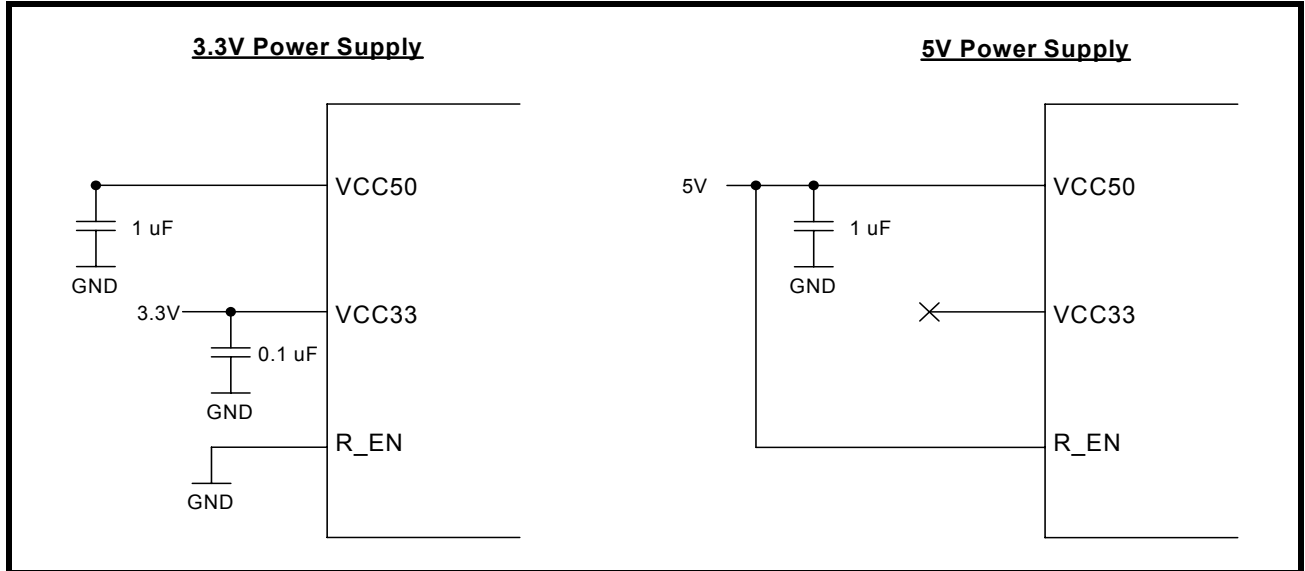 3.3V Power Supply
VCC50
1 uF
GND
3.3V
VCC33
0.1 uF
GND
R_EN
GND
5V Power Supply
5V
VCC50
1 uF
GND
VCC33
R_EN